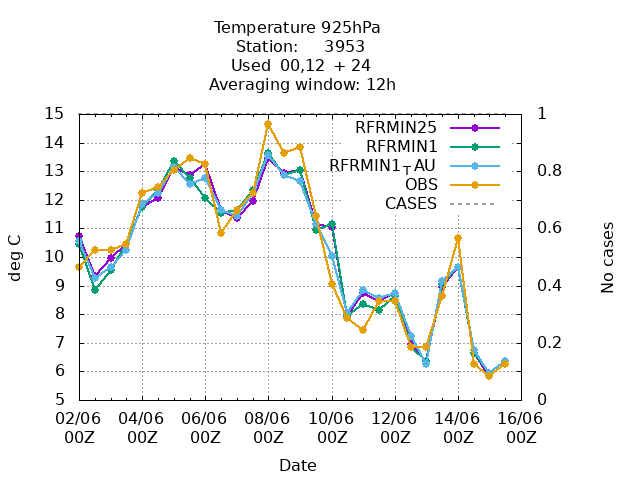 Temperature 925hPa
Station: 3953
Used 00,12 + 24
Averaging window: 12h
15 1
14
13 0.8
12
11 0.6
10
9 0.4
8
7 0.2
6
5 0
RFRMIN25
RFRMIN1
RFRMIN1TAU
OBS
CASES
deg C
No cases
02/06 04/06 06/06 08/06 10/06 12/06 14/06 16/06
00Z 00Z 00Z 00Z 00Z 00Z 00Z 00Z
Date